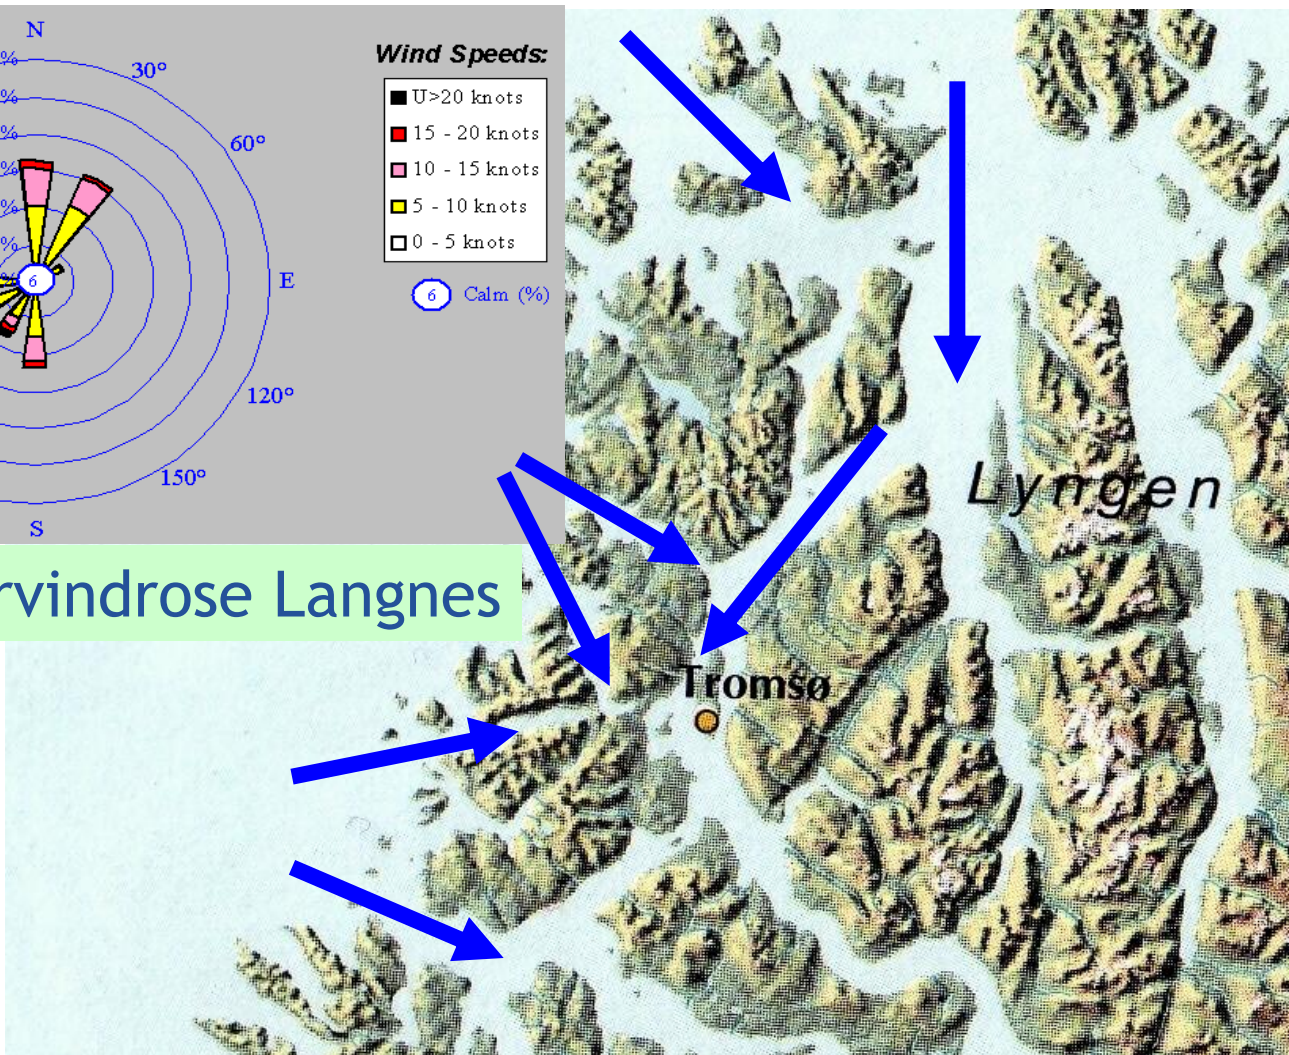 N
Wind Speeds:
%
30°
U>20 knots
%
15 - 20 knots
%
60°
10 - 15 knots
%
5 - 10 knots
%
0 - 5 knots
%
6
E
6 Calm (%)
120°
150°
Lyngen
S
rvindrose Langnes
Tromsø